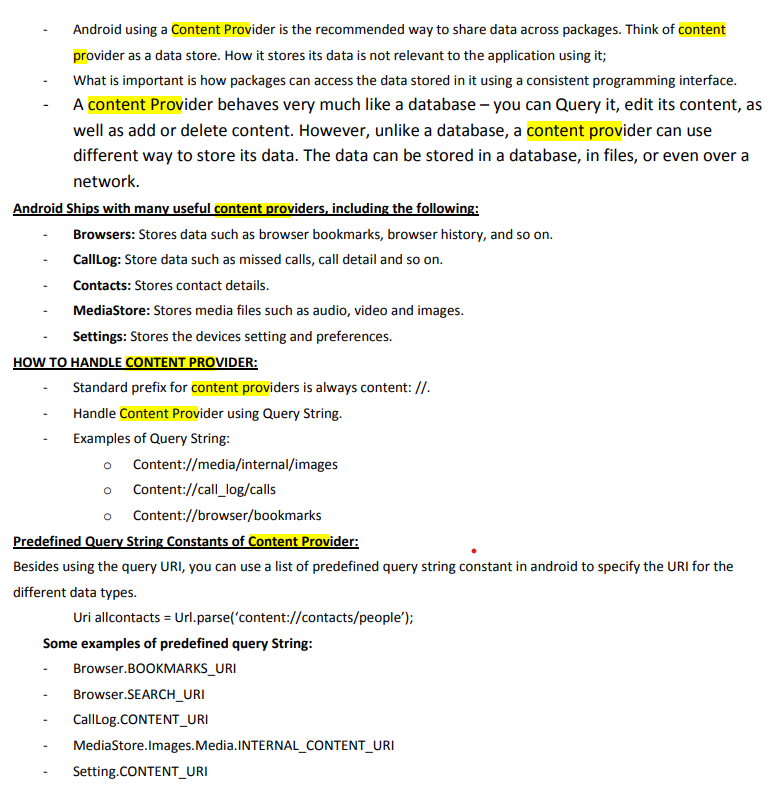 - Android using a Content Provider is the recommended way to share data across packages. Think of content
provider as a data store. How it stores its data is not relevant to the application using it;
- What is important is how packages can access the data stored in it using a consistent programming interface.
- A content Provider behaves very much like a database – you can Query it, edit its content, as
well as add or delete content. However, unlike a database, a content provider can use
different way to store its data. The data can be stored in a database, in files, or even over a
network.
Android Ships with many useful content providers, including the following:
- Browsers: Stores data such as browser bookmarks, browser history, and so on.
- CallLog: Store data such as missed calls, call detail and so on.
- Contacts: Stores contact details.
- MediaStore: Stores media files such as audio, video and images.
- Settings: Stores the devices setting and preferences.
HOW TO HANDLE CONTENT PROVIDER:
- Standard prefix for content providers is always content: //.
- Handle Content Provider using Query String.
- Examples of Query String:
o Content://media/internal/images
o Content://call_log/calls
o Content://browser/bookmarks
Predefined Query String Constants of Content Provider:
Besides using the query URI, you can use a list of predefined query string constant in android to specify the URI for the
different data types.
Uri allcontacts = Url.parse(‘content://contacts/people’);
Some examples of predefined query String:
- Browser.BOOKMARKS_URI
- Browser.SEARCH_URI
- CallLog.CONTENT_URI
- MediaStore.Images.Media.INTERNAL_CONTENT_URI
- Setting.CONTENT_URI